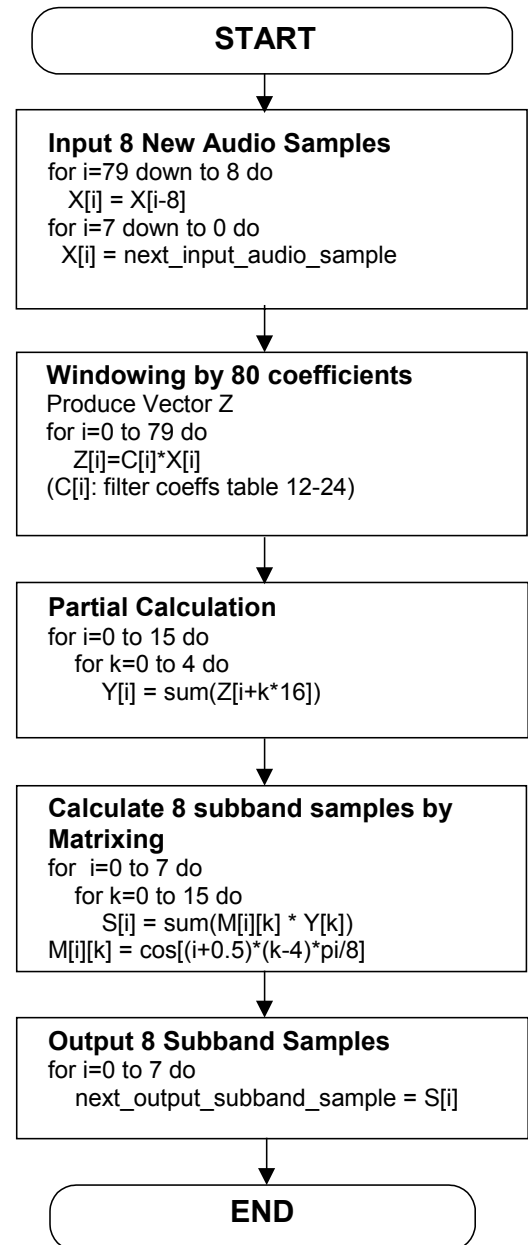 START
Input 8 New Audio Samples
for i=79 down to 8 do
X[i] = X[i-8]
for i=7 down to 0 do
X[i] = next_input_audio_sample
Windowing by 80 coefficients
Produce Vector Z
for i=0 to 79 do
Z[i]=C[i]*X[i]
(C[i]: filter coeffs table 12-24)
Partial Calculation
for i=0 to 15 do
for k=0 to 4 do
Y[i] = sum(Z[i+k*16])
Calculate 8 subband samples by
Matrixing
for i=0 to 7 do
for k=0 to 15 do
S[i] = sum(M[i][k] * Y[k])
M[i][k] = cos[(i+0.5)*(k-4)*pi/8]
Output 8 Subband Samples
for i=0 to 7 do
next_output_subband_sample = S[i]
END